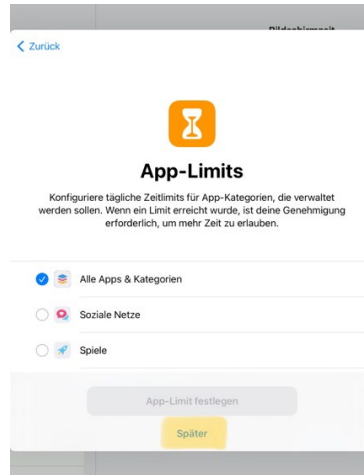 Bildschirmzeit
Zurück
App-Limits
Konfiguriere tägliche Zeitlimits für App-Kategorien, die verwaltet
werden sollen. Wenn ein Limit erreicht wurde, ist deine Genehmigung
erforderlich, um mehr Zeit zu erlauben.
Alle Apps & Kategorien
Soziale Netze
Spiele
App-Limit festlegen
Später